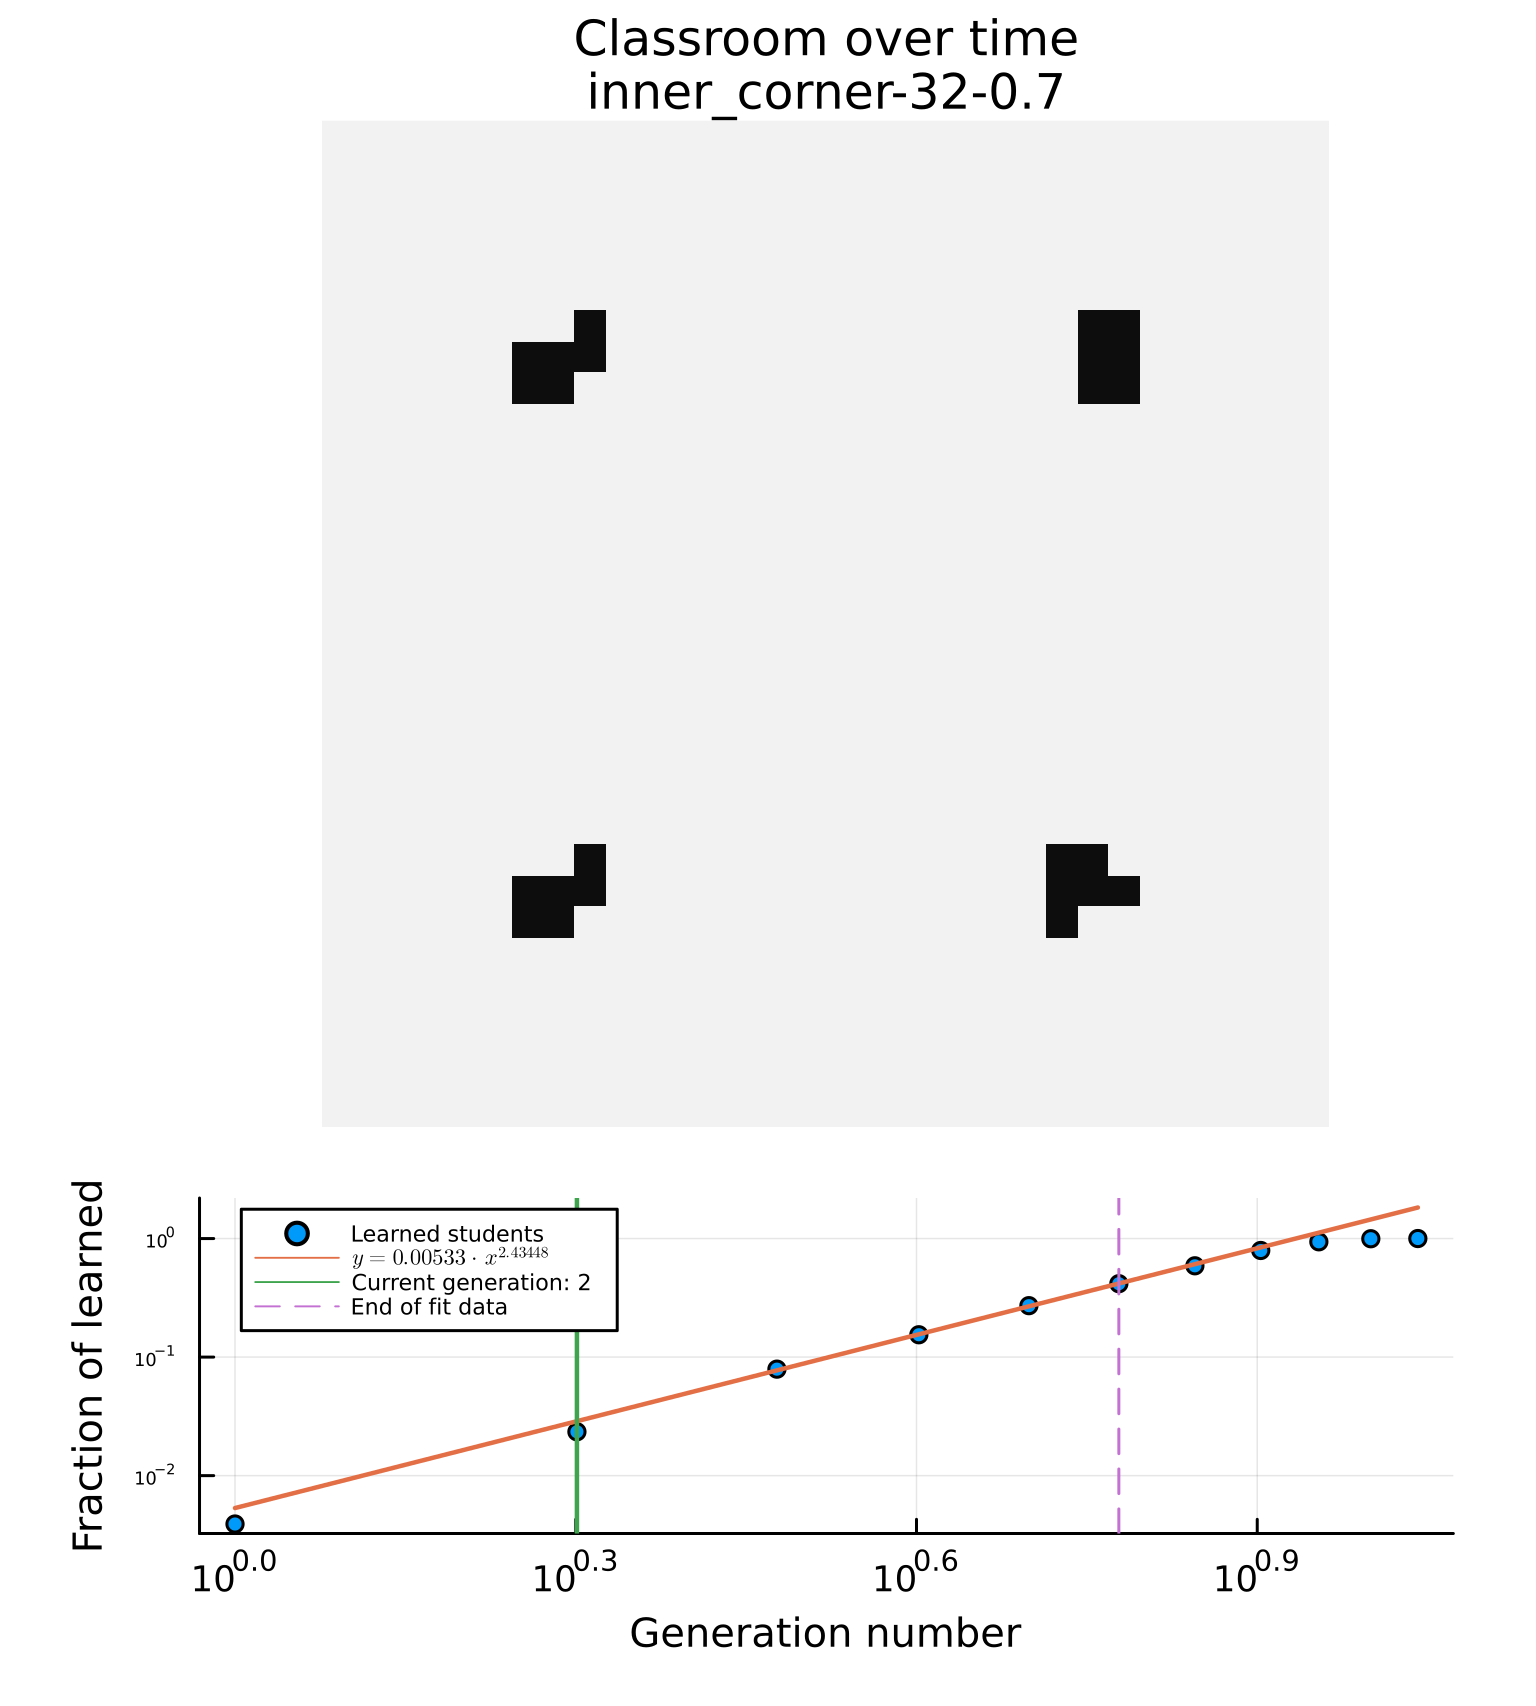 Classroom over time
inner_corner-32-0.7
Fraction of learned
10⁰
10⁻¹
10⁻²
Learned students
y = 0.00533 · x^{2.43448}
Current generation: 2
End of fit data
10^{0.0} 10^{0.3} 10^{0.6} 10^{0.9}
Generation number